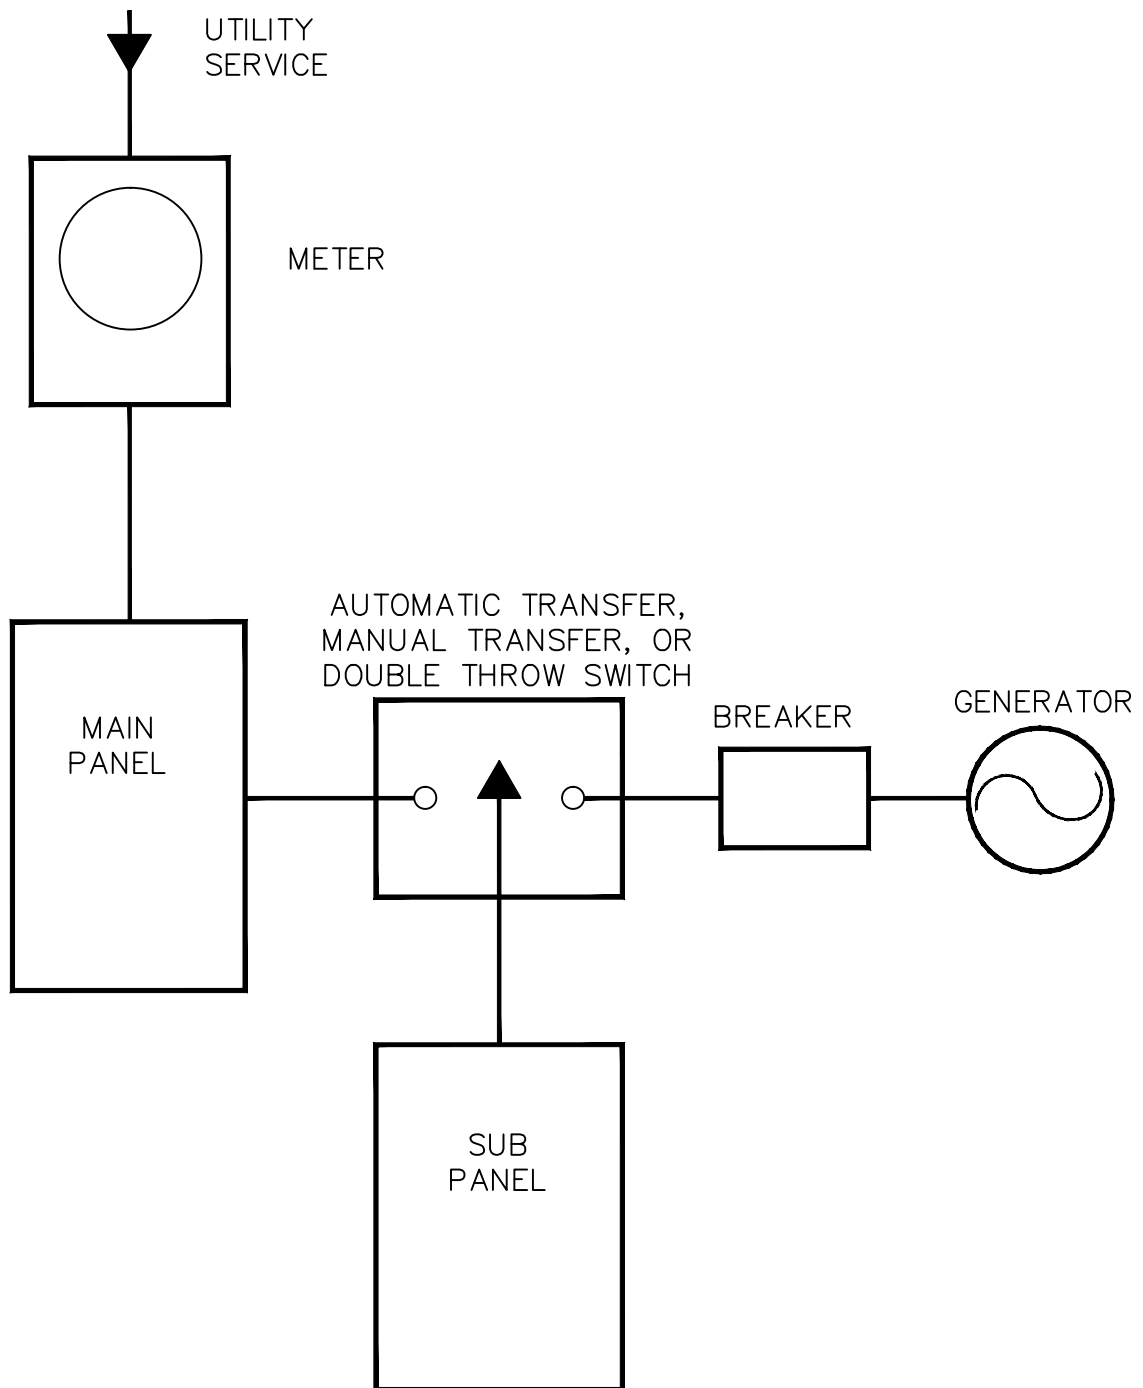 UTILITY
SERVICE
METER
AUTOMATIC TRANSFER,
MANUAL TRANSFER, OR
DOUBLE THROW SWITCH
MAIN
PANEL
BREAKER
GENERATOR
SUB
PANEL